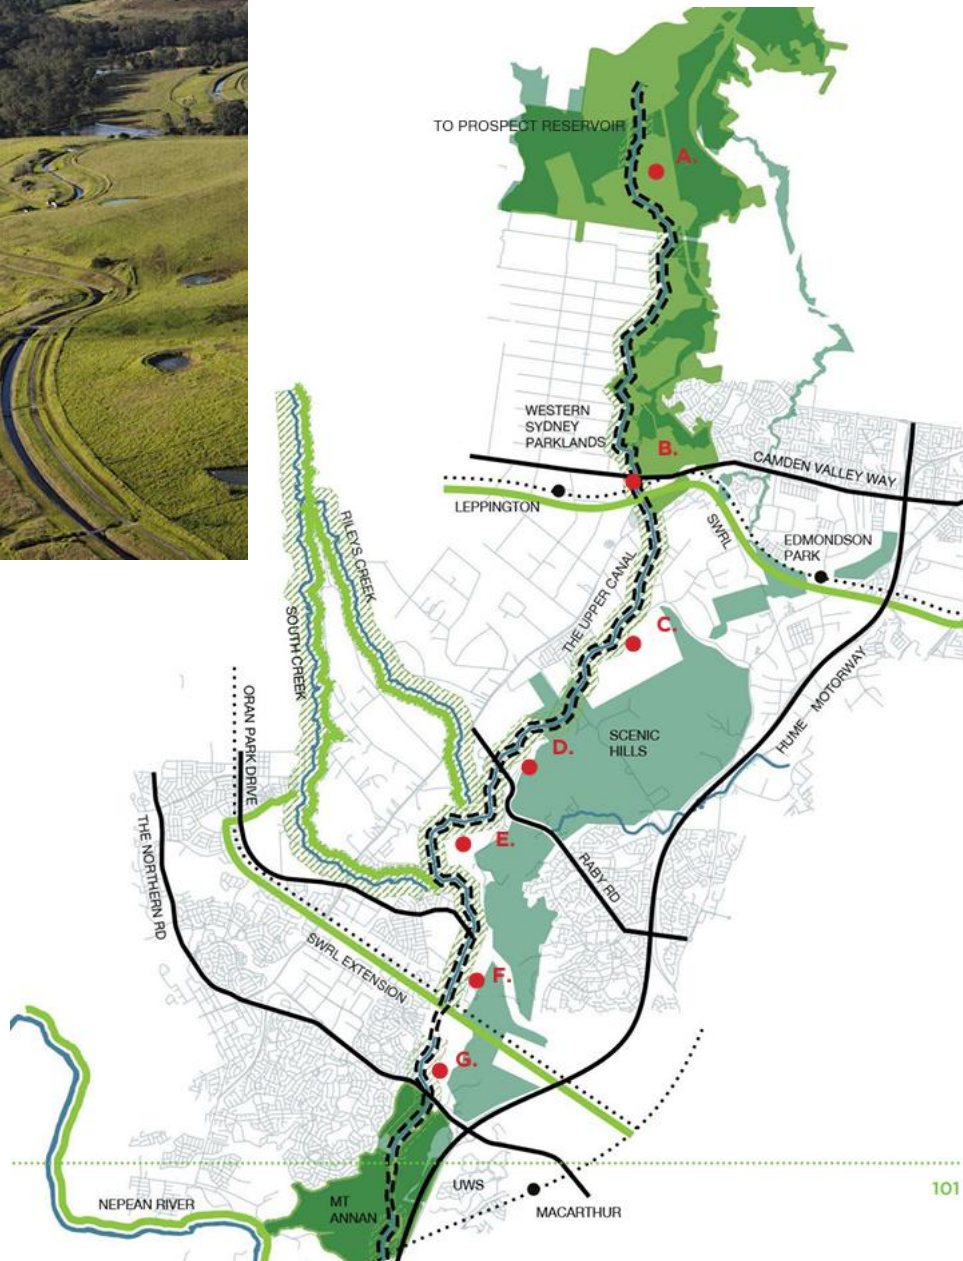 TO PROSPECT RESERVOIR
A.
WESTERN
SYDNEY
PARKLANDS
B.
CAMDEN VALLEY WAY
LEPPINGTON
SWRL
EDMONDSON
PARK
RILEYS CREEK
THE UPPER CANAL
C.
SOUTH CREEK
HUME MOTORWAY
ORAN PARK DRIVE
D.
SCENIC
HILLS
THE NORTHERN RD
E.
RABY RD
SWRL EXTENSION
F.
G.
101
NEPEAN RIVER
MT
ANNAN
UWS
MACARTHUR